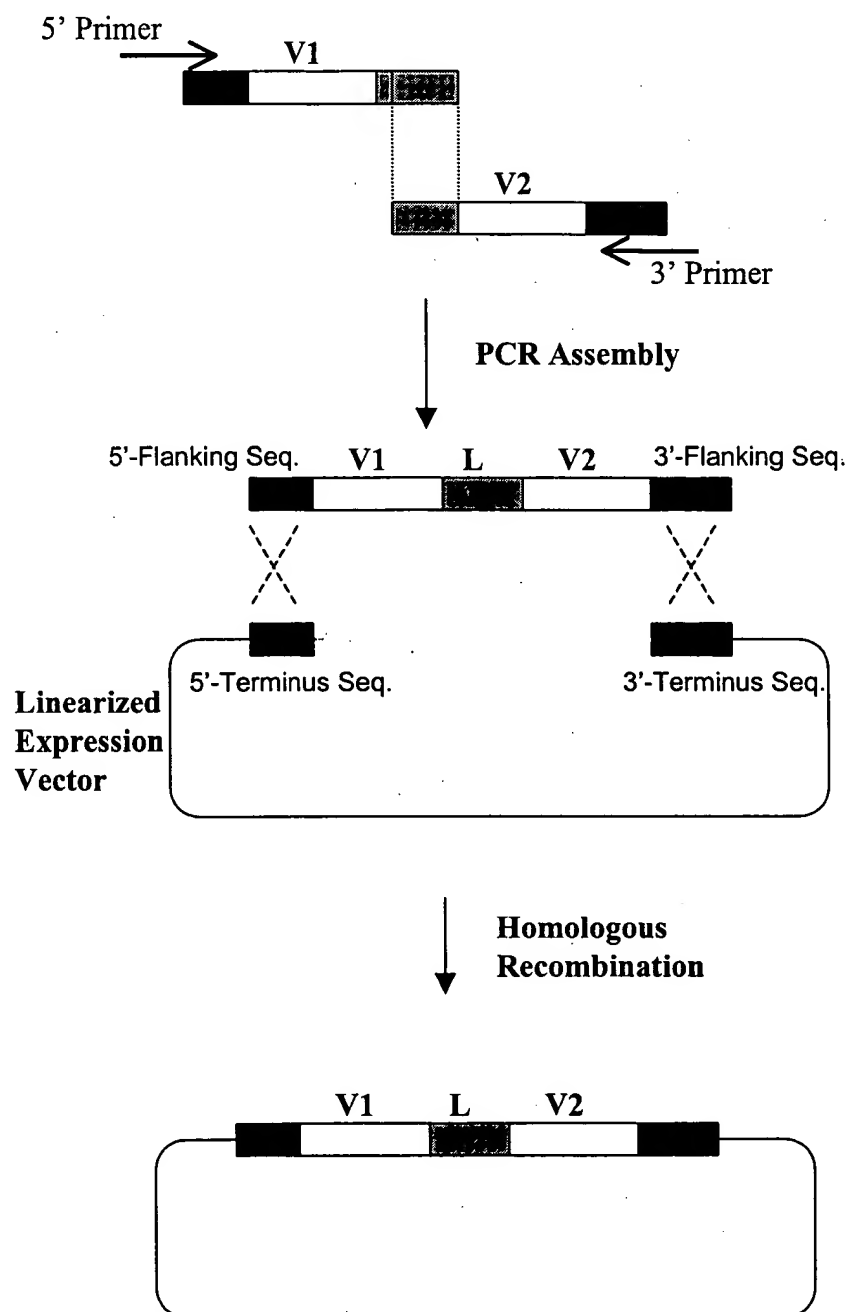 5' Primer
V1
V2
3' Primer
PCR Assembly
5'-Flanking Seq. V1 L V2 3'-Flanking Seq.
5'-Terminus Seq. 3'-Terminus Seq.
Linearized
Expression
Vector
Homologous
Recombination
V1 L V2